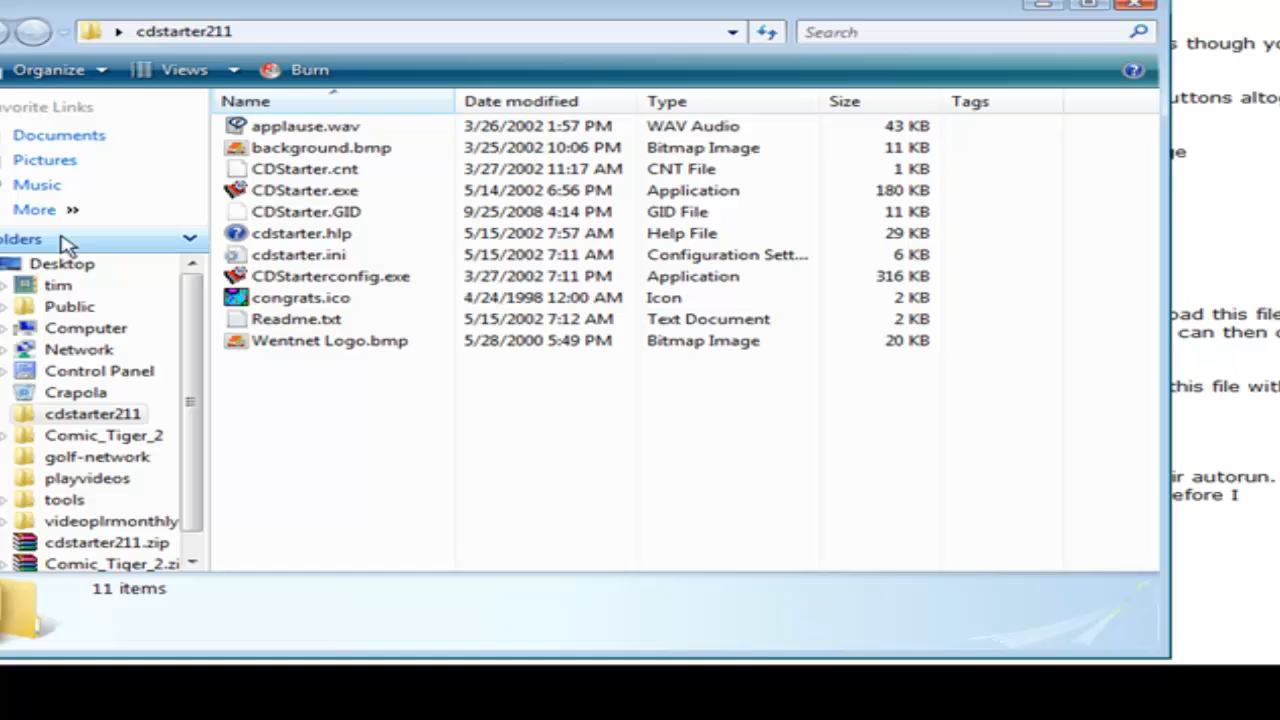 cdstarter211
Search
s though yo
Organize Views Burn
avorite Links
Documents
Pictures
Music
More »
olders
Desktop
tim
Public
Computer
Network
Control Panel
Crapola
cdstarter211
Comic_Tiger_2
golf-network
playvideos
tools
videoplrmonthly
cdstarter211.zip
Comic_Tiger_2.zi
Name Date modified Type Size Tags
applause.wav 3/26/2002 1:57 PM WAV Audio 43 KB
background.bmp 3/25/2002 10:06 PM Bitmap Image 11 KB
CDStarter.cnt 3/27/2002 11:17 AM CNT File 1 KB
CDStarter.exe 5/14/2002 6:56 PM Application 180 KB
CDStarter.GID 9/25/2008 4:14 PM GID File 11 KB
cdstarter.hlp 5/15/2002 7:57 AM Help File 29 KB
cdstarter.ini 5/15/2002 7:11 AM Configuration Sett... 6 KB
CDStarterconfig.exe 3/27/2002 7:11 PM Application 316 KB
congrats.ico 4/24/1998 12:00 AM Icon 2 KB
Readme.txt 5/15/2002 7:12 AM Text Document 2 KB
Wentnet Logo.bmp 5/28/2000 5:49 PM Bitmap Image 20 KB
11 items
uttons altog
ge
oad this file
can then
this file with
ir autorun.
efore I